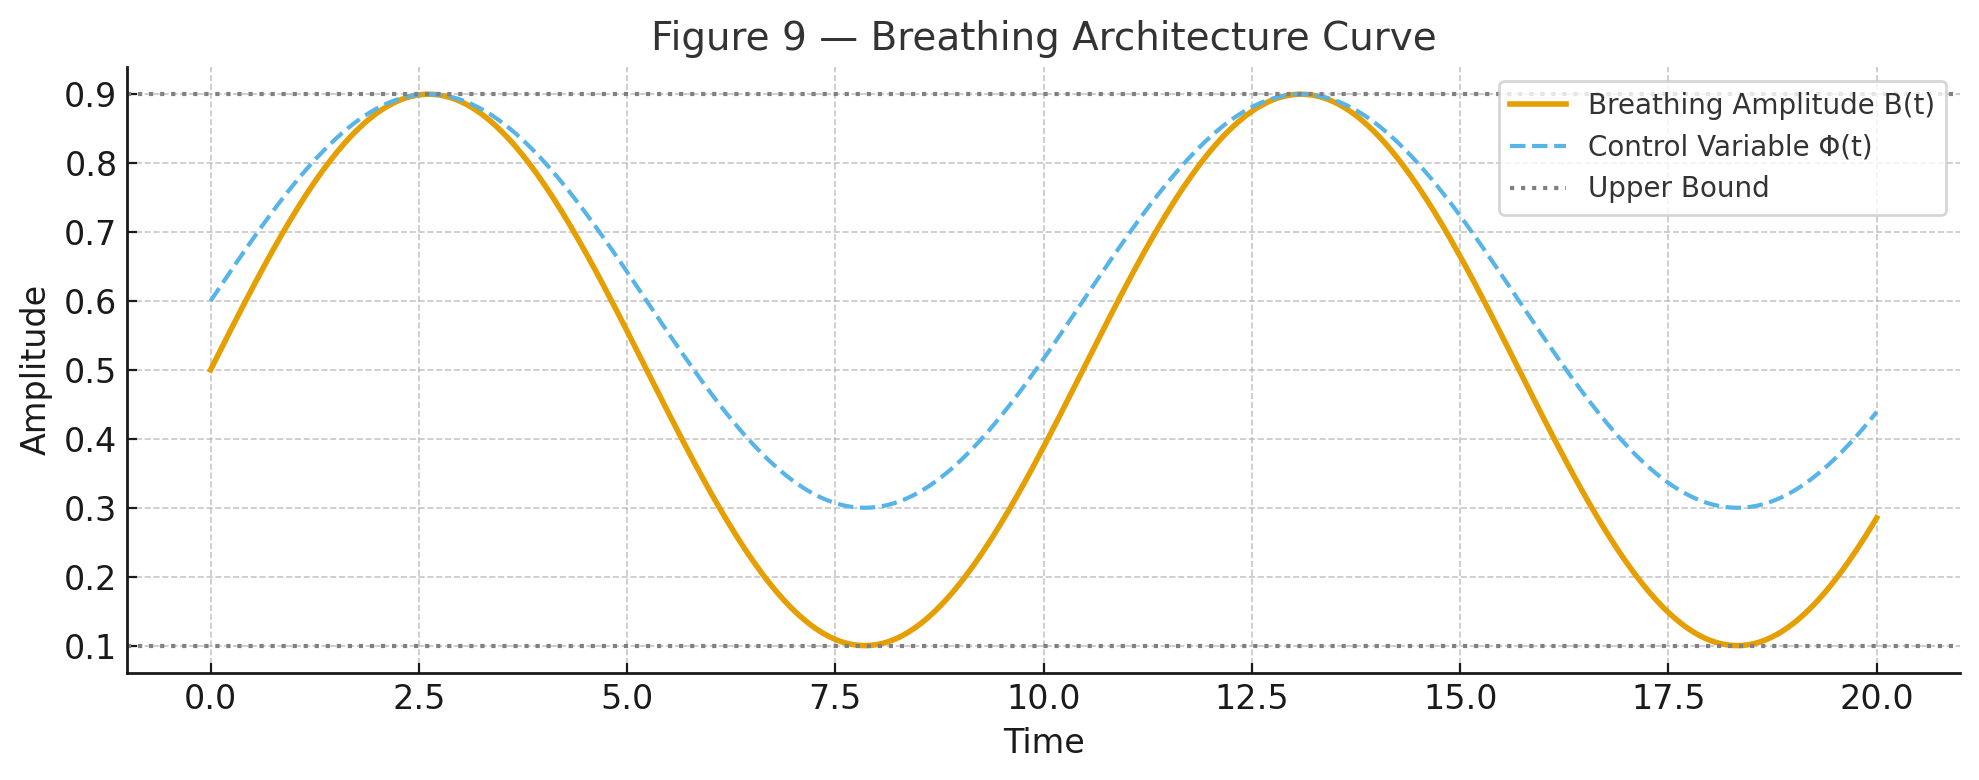 Figure 9 — Breathing Architecture Curve
Breathing Amplitude B(t)
Control Variable Φ(t)
Upper Bound
Amplitude
0.9
0.8
0.7
0.6
0.5
0.4
0.3
0.2
0.1
0.0 2.5 5.0 7.5 10.0 12.5 15.0 17.5 20.0
Time